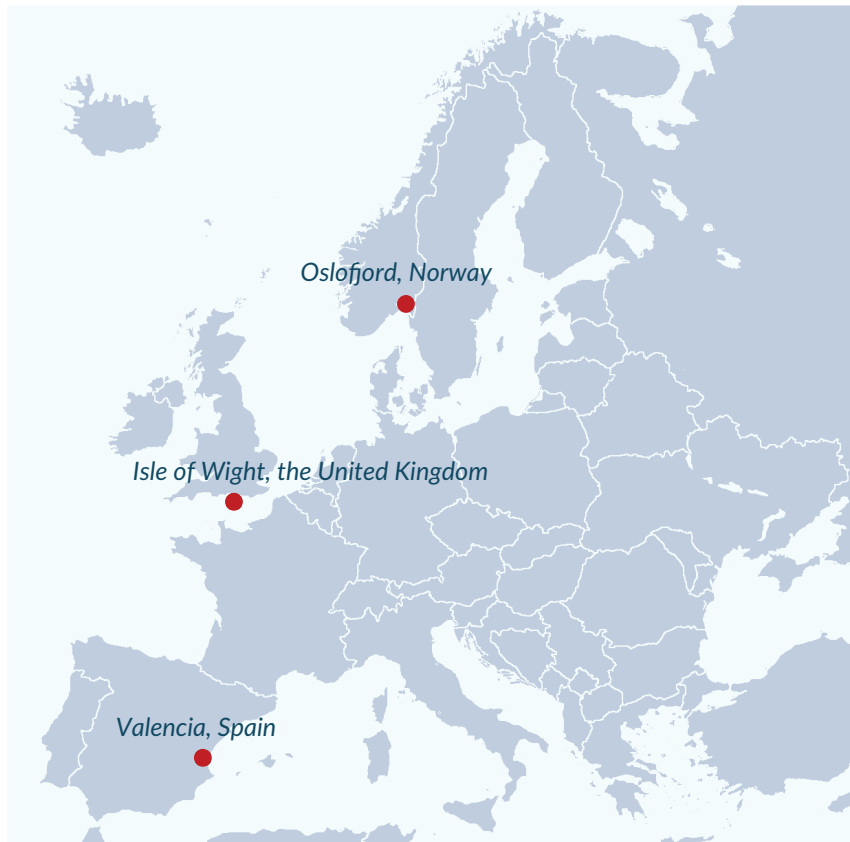 Oslofjord, Norway
Isle of Wight, the United Kingdom
Valencia, Spain